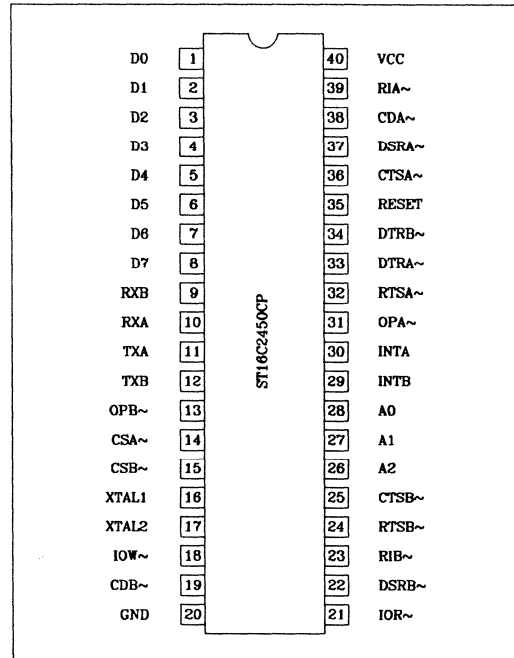 D0 1 40 VCC
D1 2 39 RIA~
D2 3 38 CDA~
D3 4 37 DSRA~
D4 5 36 CTSA~
D5 6 35 RESET
D6 7 34 DTRB~
D7 8 33 DTRA~
RXB 9 32 RTSA~
RXA 10 31 OPA~
TXA 11 30 INTA
TXB 12 29 INTB
OPB~ 13 28 A0
CSA~ 14 27 A1
CSB~ 15 26 A2
XTAL1 16 25 CTSB~
XTAL2 17 24 RTSB~
IOW~ 18 23 RIB~
CDB~ 19 22 DSRB~
GND 20 21 IOR~
ST16C2450CP